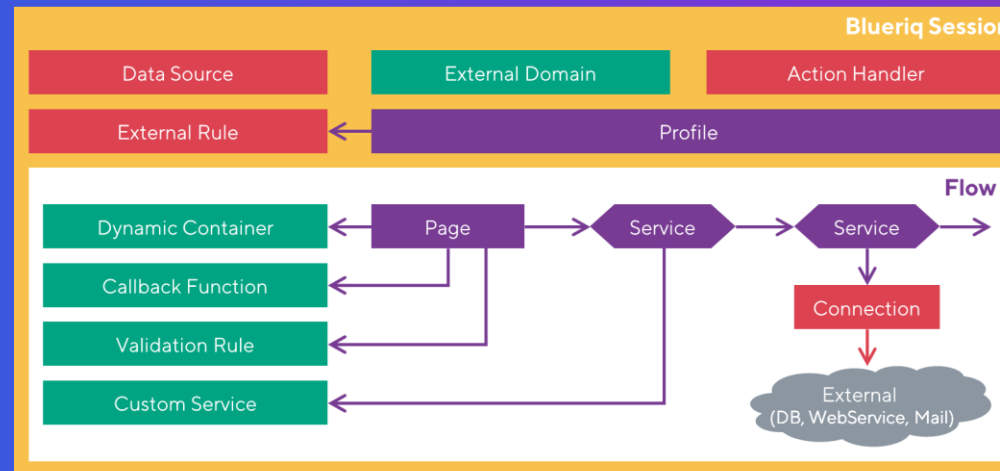 Blueriq Session
Data Source
External Domain
Action Handler
External Rule
Profile
Flow
Dynamic Container
Page
Service
Service
Callback Function
Connection
Validation Rule
Custom Service
External
(DB, WebService, Mail)